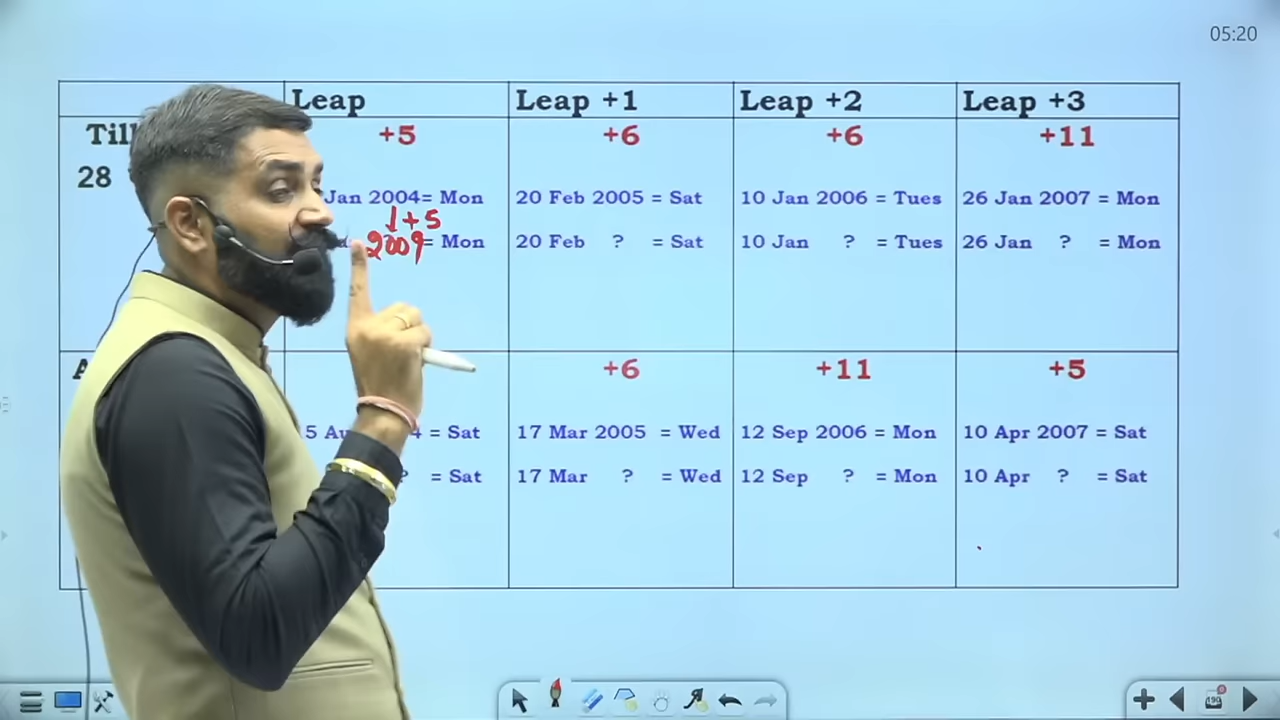 05:20
Leap Leap +1 Leap +2 Leap +3
Till +5 +6 +6 +11
28
Jan 2004= Mon 20 Feb 2005 = Sat 10 Jan 2006 = Tues 26 Jan 2007 = Mon
1+5
2009= Mon 20 Feb ? = Sat 10 Jan ? = Tues 26 Jan ? = Mon
+6 +11 +5
= Sat 17 Mar 2005 = Wed 12 Sep 2006 = Mon 10 Apr 2007 = Sat
? = Sat 17 Mar ? = Wed 12 Sep ? = Mon 10 Apr ? = Sat